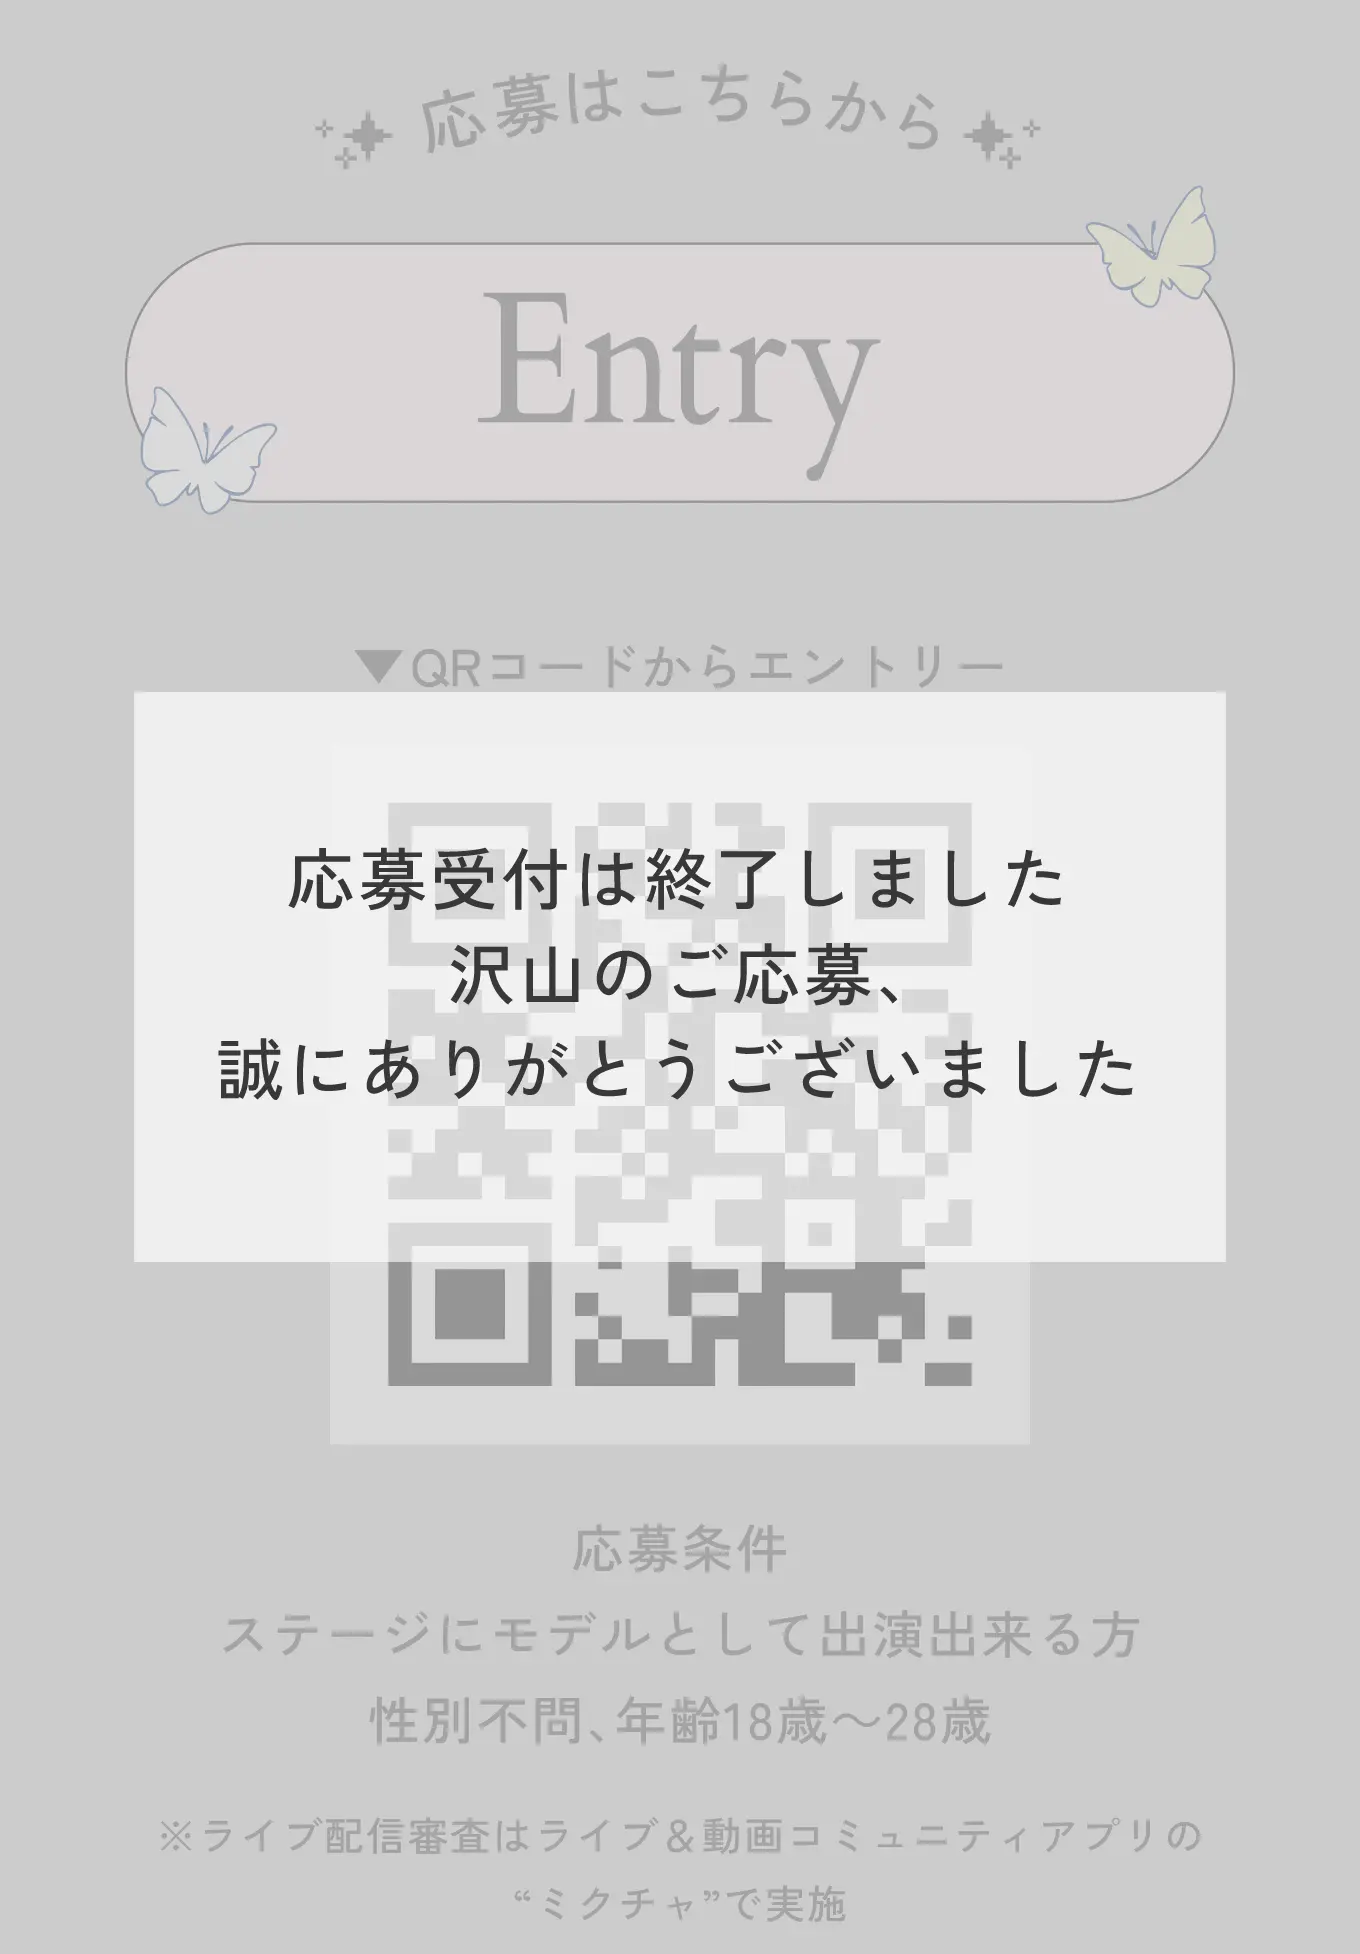 応募はこちらから
Entry
▼QRコードからエントリー
応募受付は終了しました
沢山のご応募、
誠にありがとうございました
応募条件
ステージにモデルとして出演出来る方
性別不問、年齢18歳〜28歳
※ライブ配信審査はライブ＆動画コミュニティアプリの
“ミクチャ”で実施